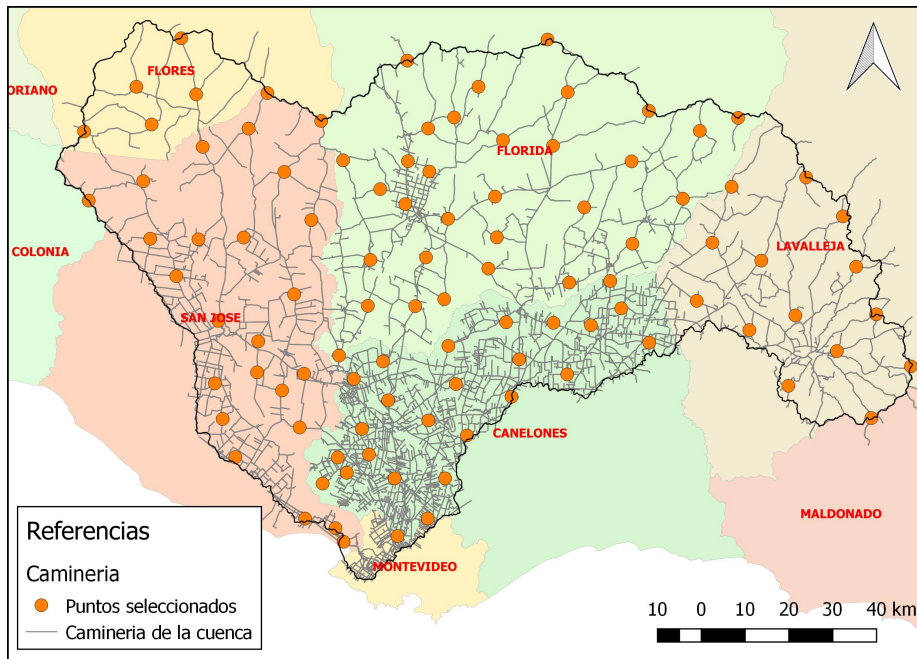 FLORES
ORIANO
FLORIDA
COLONIA
LAVALLEJA
SAN JOSE
CANELONES
MALDONADO
MONTEVIDEO
Referencias
Camineria
Puntos seleccionados
Camineria de la cuenca
10 0 10 20 30 40 km